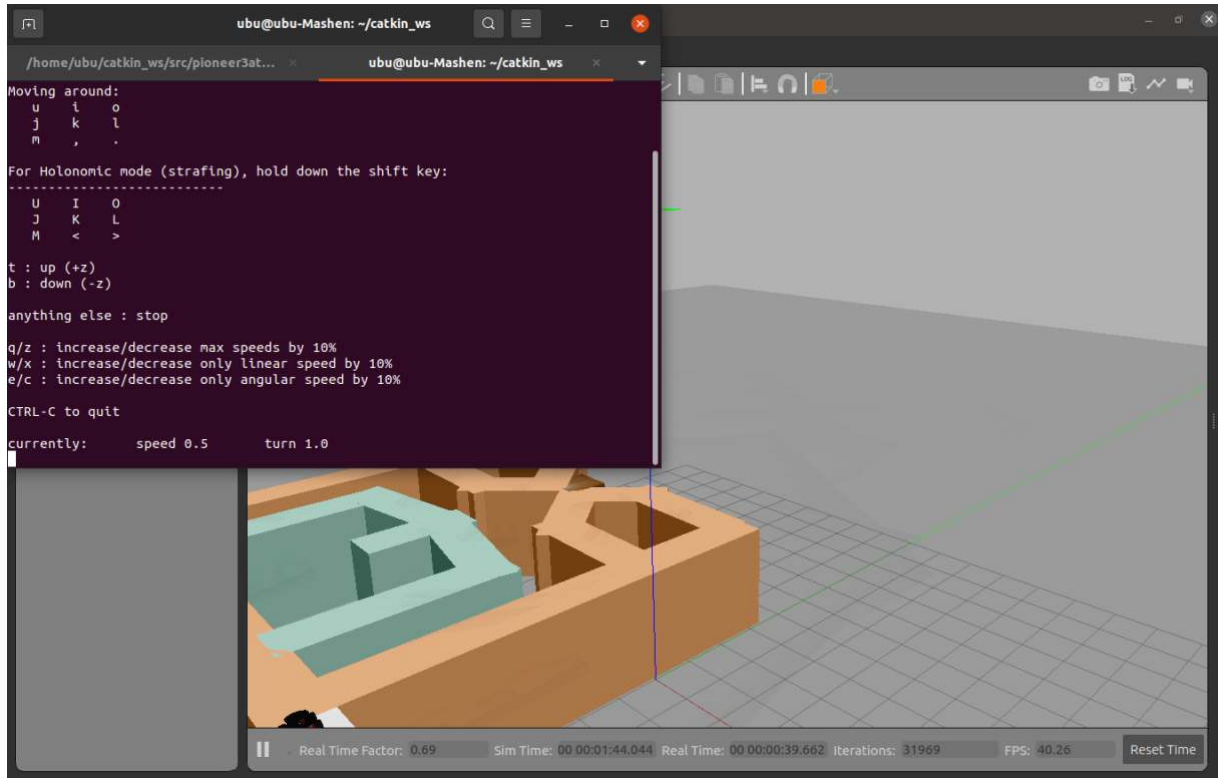 ubu@ubu-Mashen: ~/catkin_ws
/home/ubu/catkin_ws/src/pioneer3at... ubu@ubu-Mashen: ~/catkin_ws
Moving around:
u i o
j k l
m , .
For Holonomic mode (strafing), hold down the shift key:
---------------------------
U I O
J K L
M < >
t : up (+z)
b : down (-z)
anything else : stop
q/z : increase/decrease max speeds by 10%
w/x : increase/decrease only linear speed by 10%
e/c : increase/decrease only angular speed by 10%
CTRL-C to quit
currently: speed 0.5 turn 1.0
LOG
Real Time Factor: 0.69 Sim Time: 00 00:01:44.044 Real Time: 00 00:00:39.662 Iterations: 31969 FPS: 40.26 Reset Time